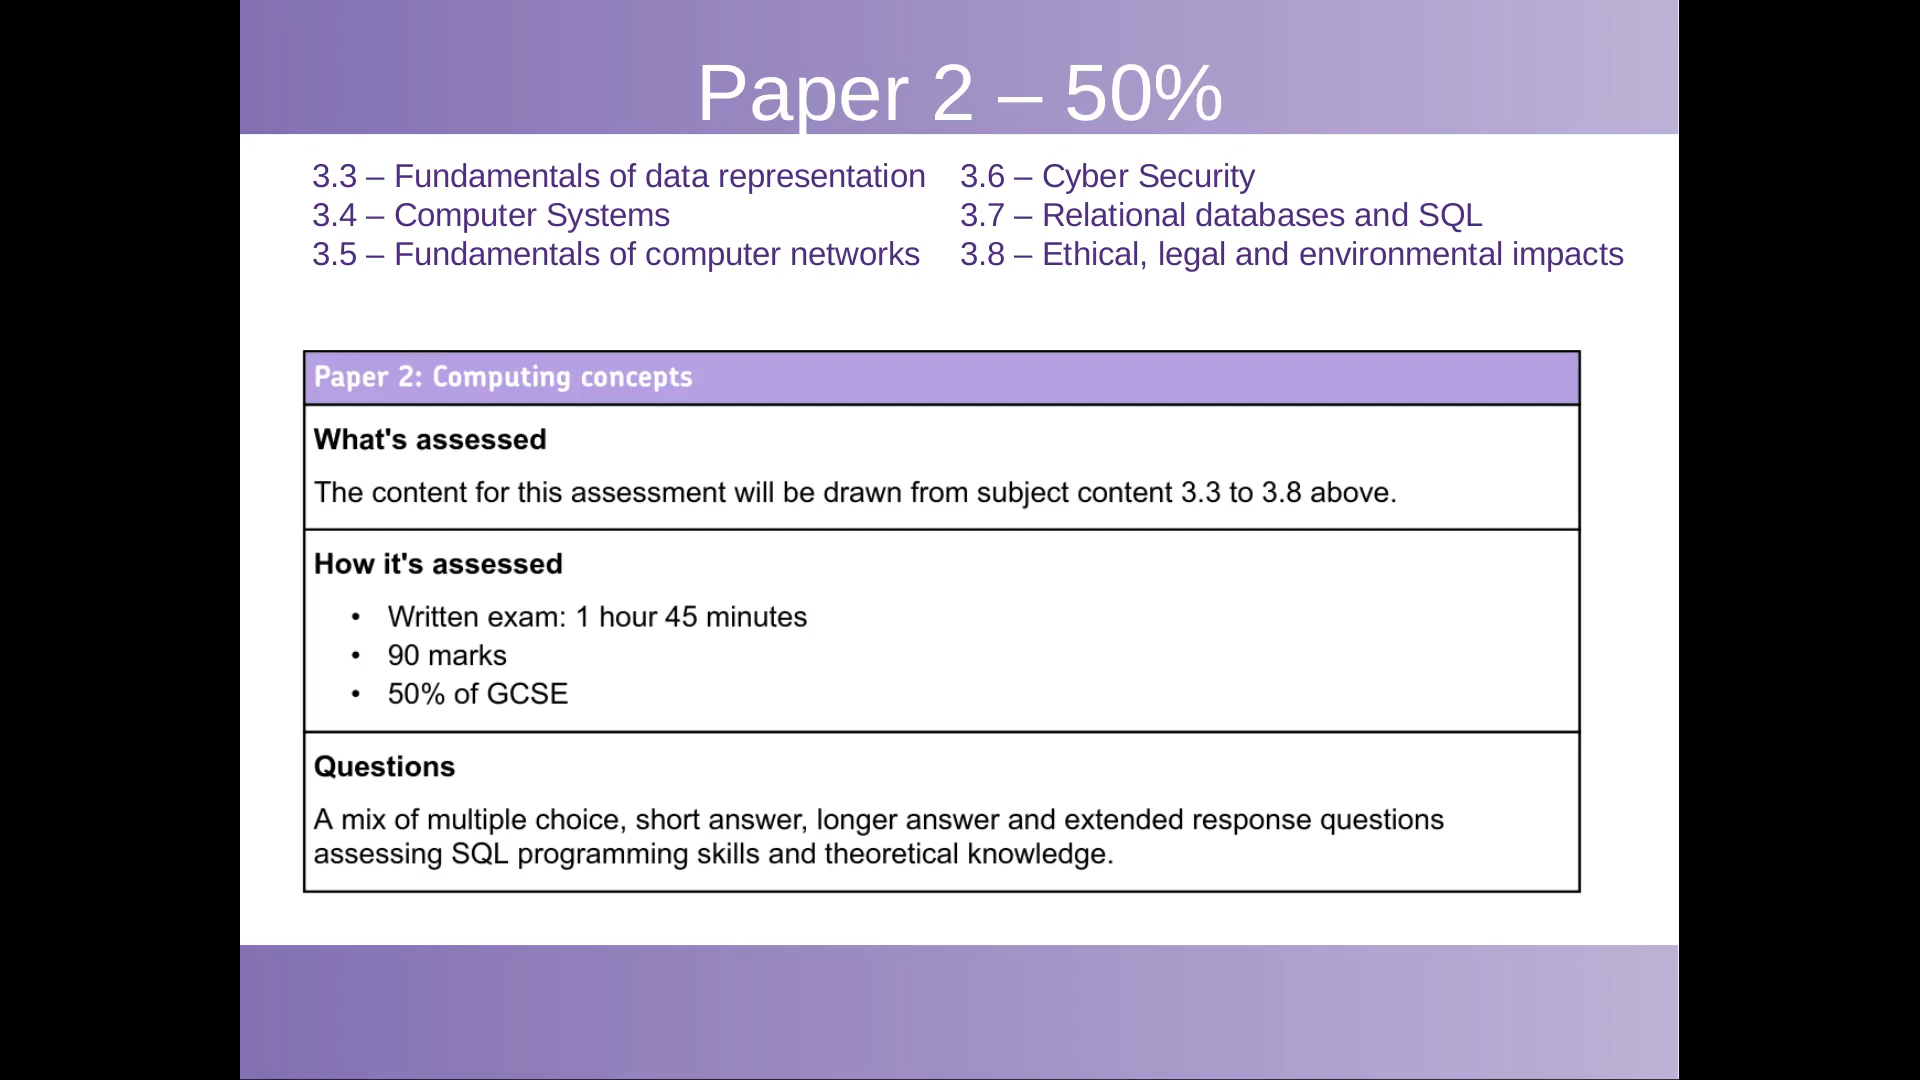 Paper 2 – 50%
3.3 – Fundamentals of data representation
3.4 – Computer Systems
3.5 – Fundamentals of computer networks
3.6 – Cyber Security
3.7 – Relational databases and SQL
3.8 – Ethical, legal and environmental impacts
Paper 2: Computing concepts
What's assessed
The content for this assessment will be drawn from subject content 3.3 to 3.8 above.
How it's assessed
• Written exam: 1 hour 45 minutes
• 90 marks
• 50% of GCSE
Questions
A mix of multiple choice, short answer, longer answer and extended response questions
assessing SQL programming skills and theoretical knowledge.